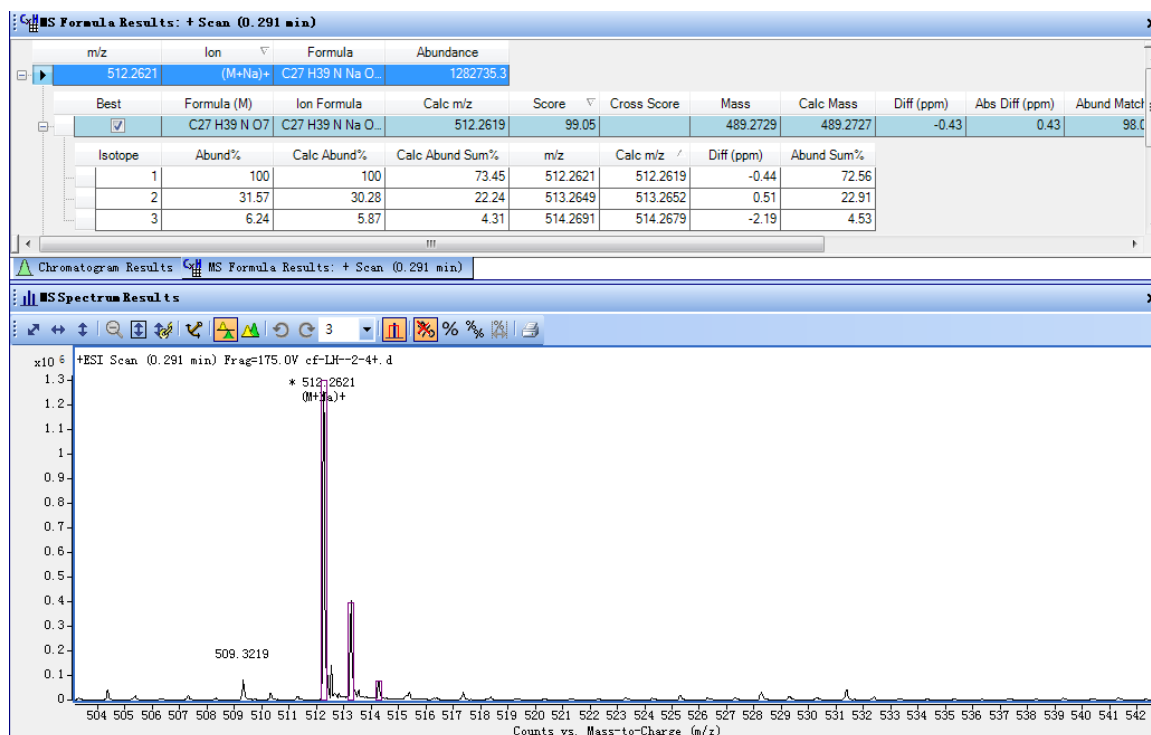 MS Formula Results: + Scan (0.291 min)
m/z Ion Formula Abundance
512.2621 (M+Na)+ C27 H39 N Na O... 1282735.3
Best Formula (M) Ion Formula Calc m/z Score Cross Score Mass Calc Mass Diff (ppm) Abs Diff (ppm) Abund Match
C27 H39 N O7 C27 H39 N Na O... 512.2619 99.05 489.2729 489.2727 -0.43 0.43 98.0
Isotope Abund% Calc Abund% Calc Abund Sum% m/z Calc m/z Diff (ppm) Abund Sum%
1 100 100 73.45 512.2621 512.2619 -0.44 72.56
2 31.57 30.28 22.24 513.2649 513.2652 0.51 22.91
3 6.24 5.87 4.31 514.2691 514.2679 -2.19 4.53
Chromatogram Results MS Formula Results: + Scan (0.291 min)
MS Spectrum Results
3
x10 6 +ESI Scan (0.291 min) Frag=175.0V cf-LH--2-4+.d
1.3
* 512.2621
(M+Na)+
1.2
1.1
1
0.9
0.8
0.7
0.6
0.5
0.4
0.3
0.2
509.3219
0.1
0
504 505 506 507 508 509 510 511 512 513 514 515 516 517 518 519 520 521 522 523 524 525 526 527 528 529 530 531 532 533 534 535 536 537 538 539 540 541 542
Counts vs. Mass-to-Charge (m/z)